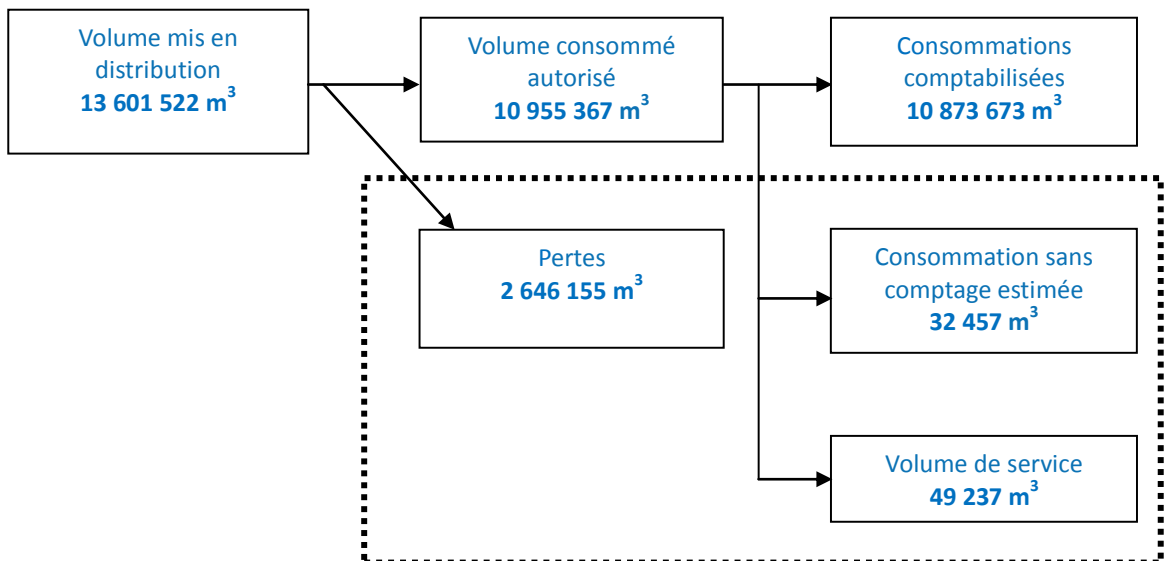 Volume mis en
distribution
13 601 522 m³
Volume consommé
autorisé
10 955 367 m³
Consommations
comptabilisées
10 873 673 m³
Pertes
2 646 155 m³
Consommation sans
comptage estimée
32 457 m³
Volume de service
49 237 m³